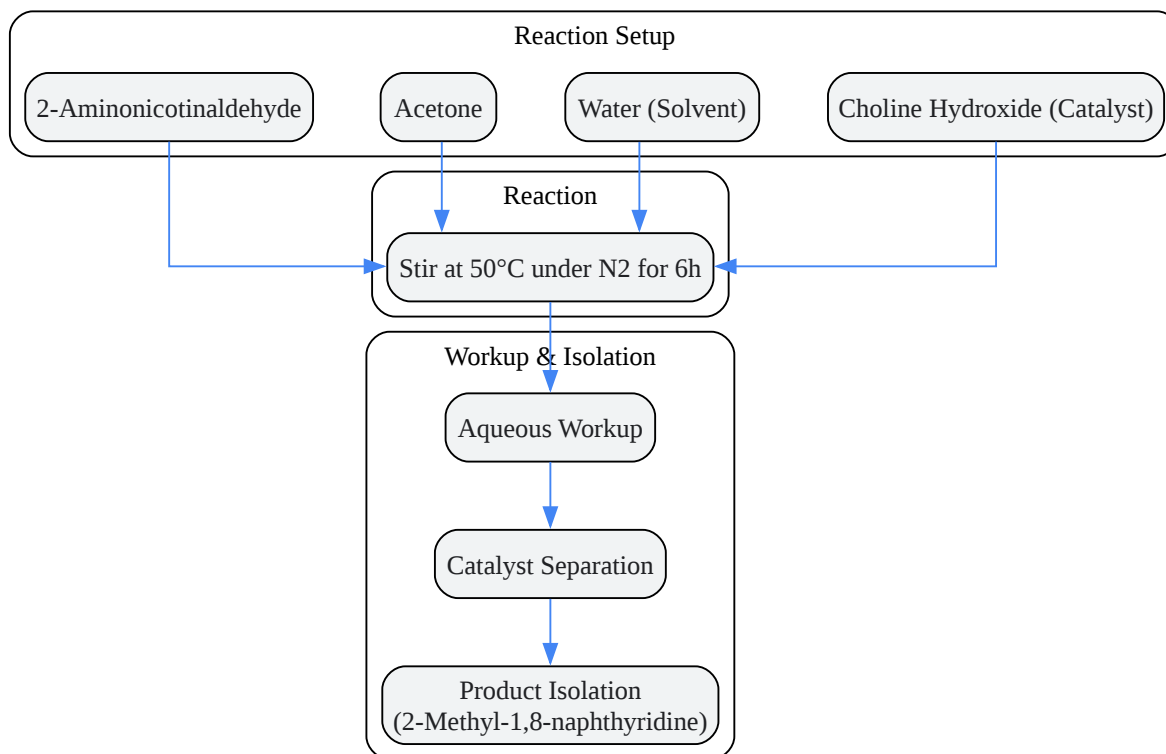 Reaction Setup
2-Aminonicotinaldehyde
Acetone
Water (Solvent)
Choline Hydroxide (Catalyst)
Reaction
Stir at 50°C under N2 for 6h
Workup & Isolation
Aqueous Workup
Catalyst Separation
Product Isolation
(2-Methyl-1,8-naphthyridine)